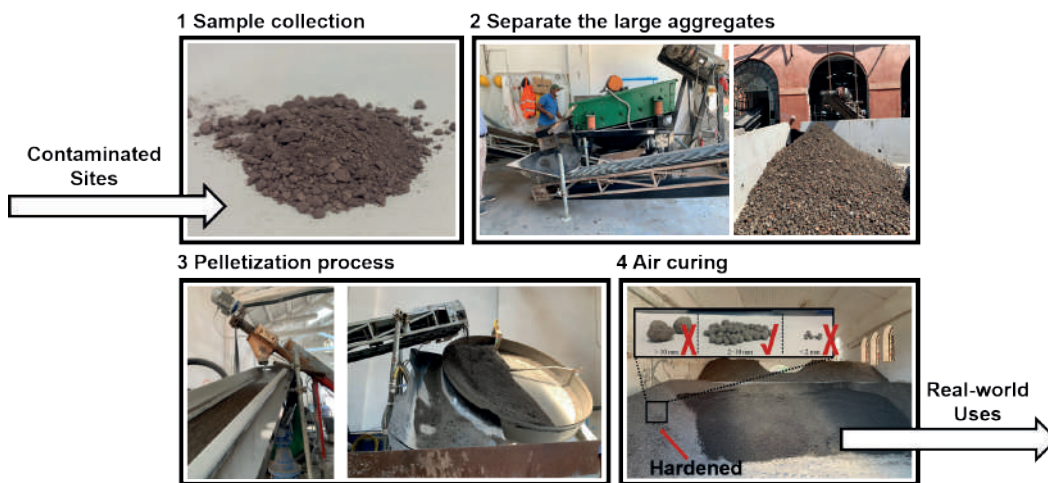 1 Sample collection
2 Separate the large aggregates
Contaminated
Sites
3 Pelletization process
4 Air curing
>10 mm
2~10 mm
<2 mm
Real-world
Uses
Hardened